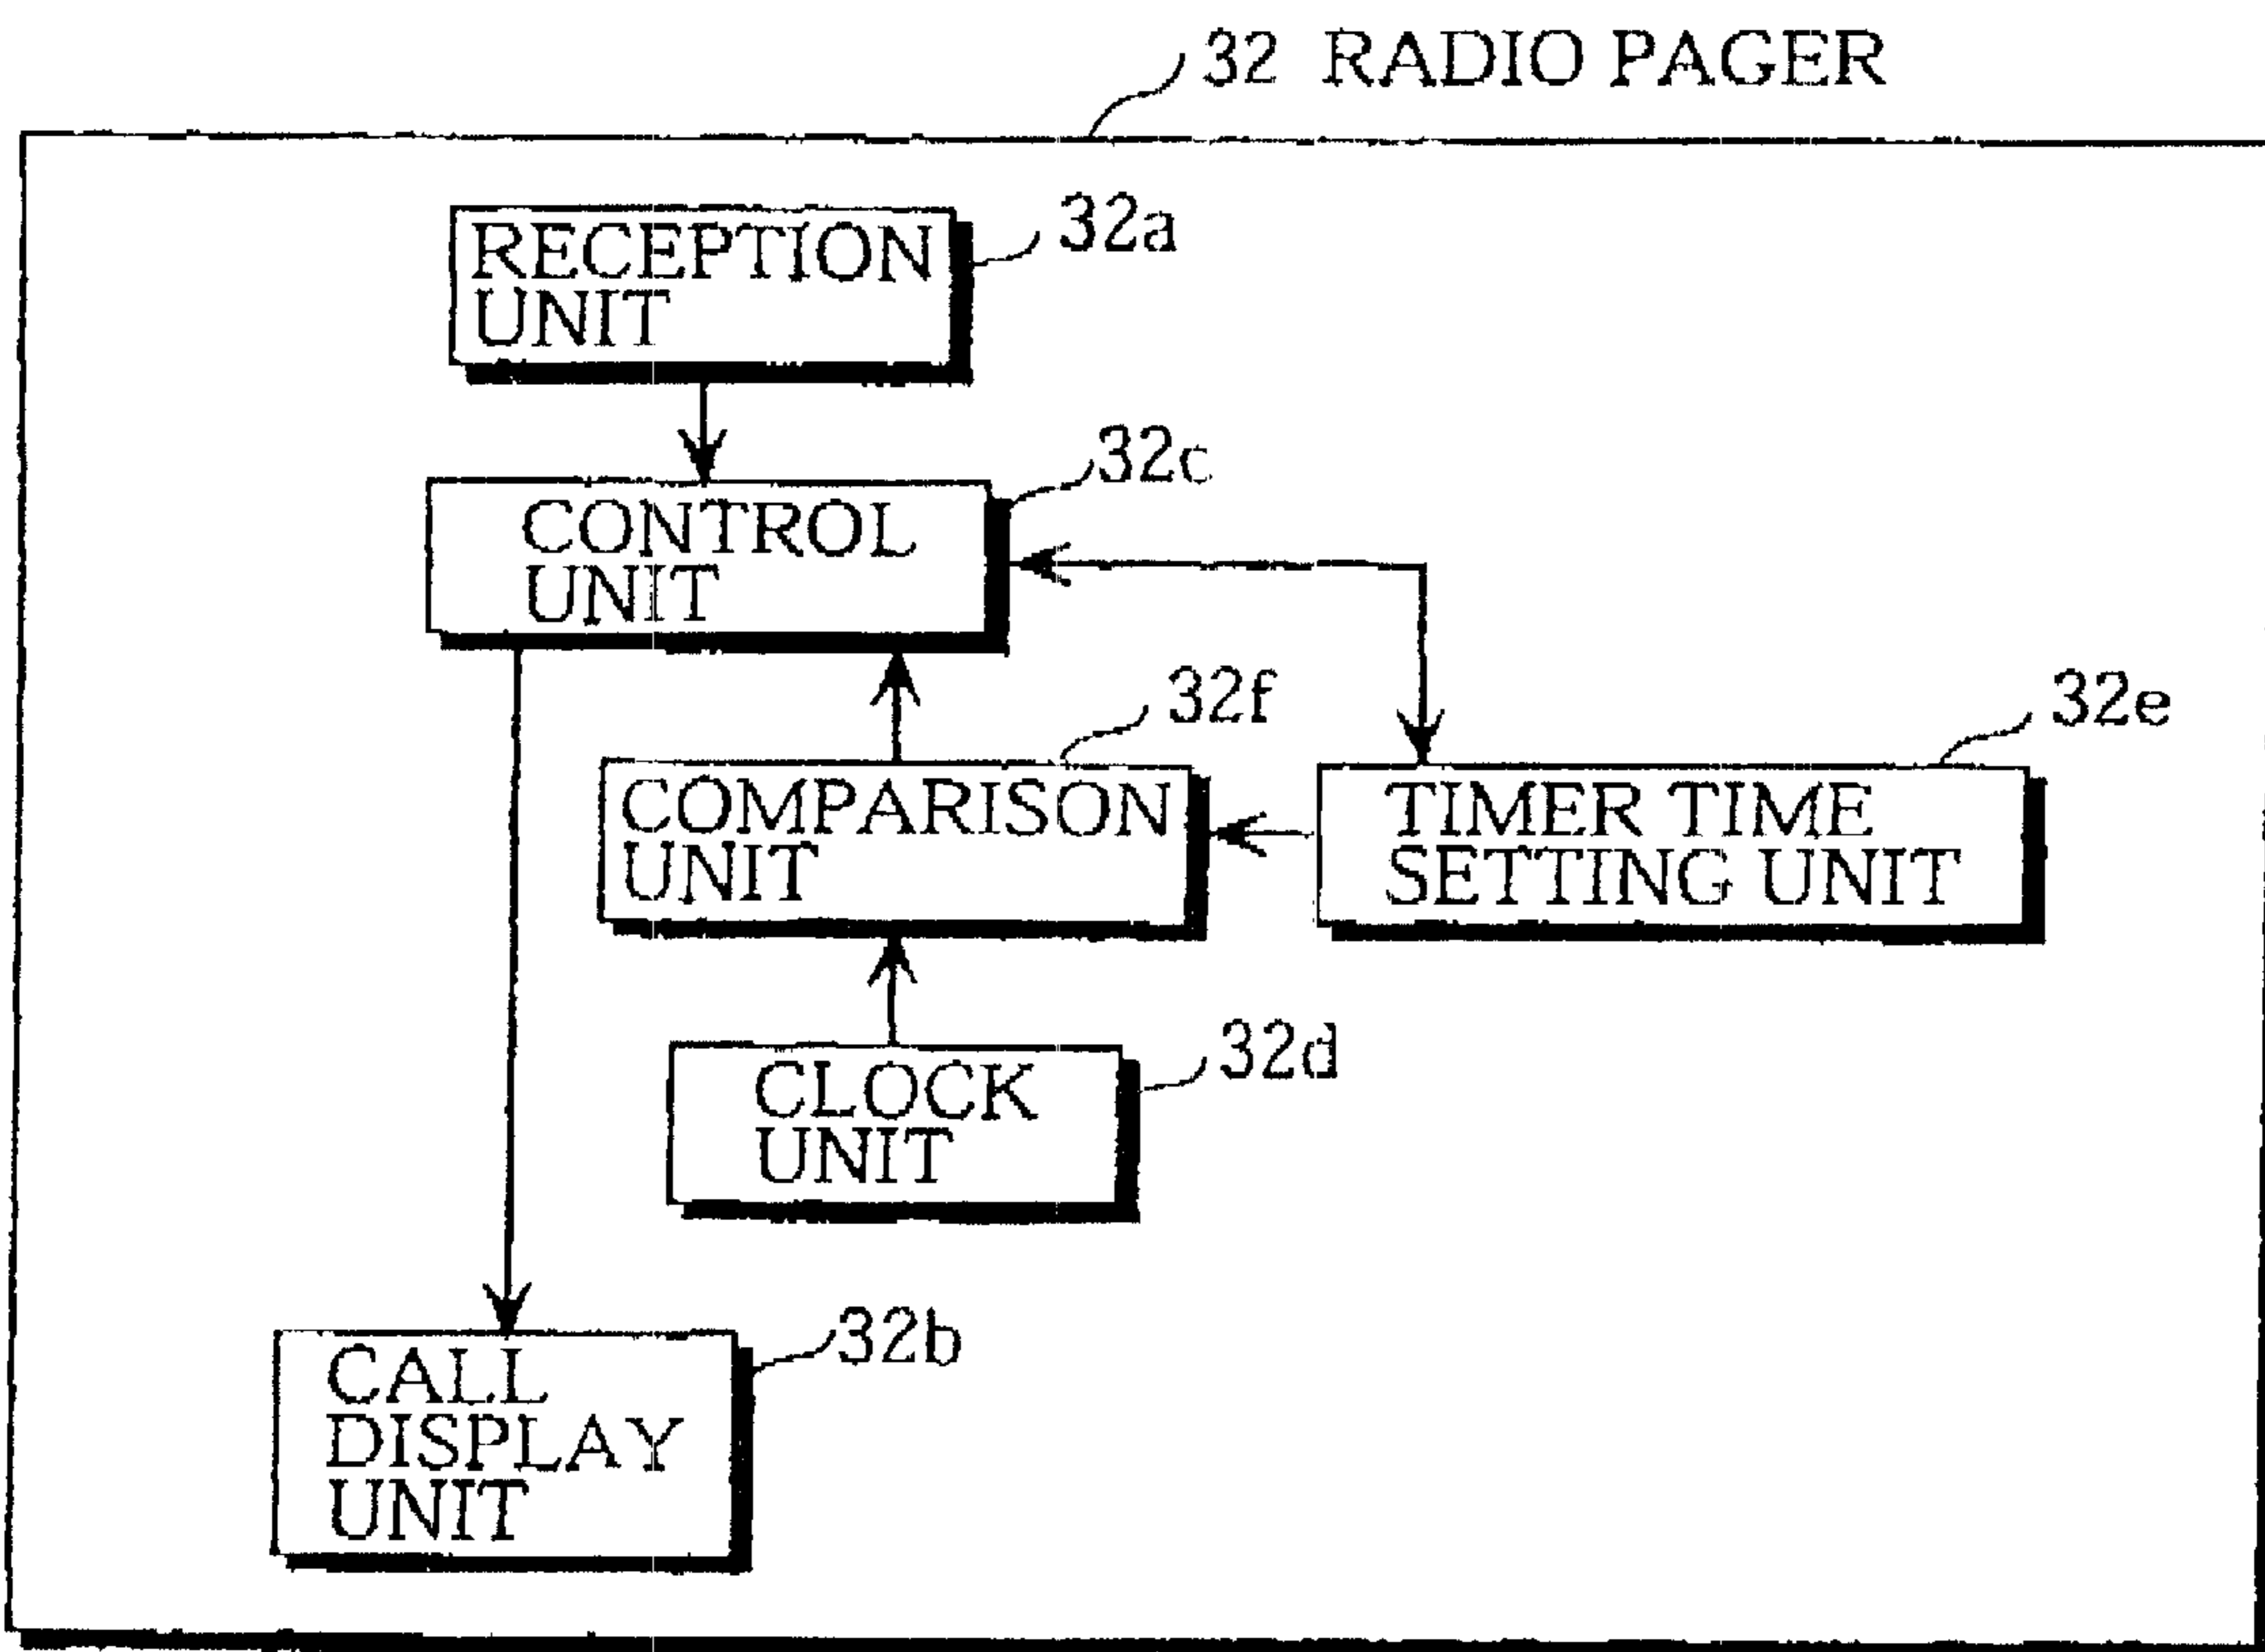 32 RADIO PAGER
RECEPTION
UNIT
32a
CONTROL
UNIT
32c
COMPARISON
UNIT
32f
TIMER TIME
SETTING UNIT
32e
CLOCK
UNIT
32d
CALL
DISPLAY
UNIT
32b